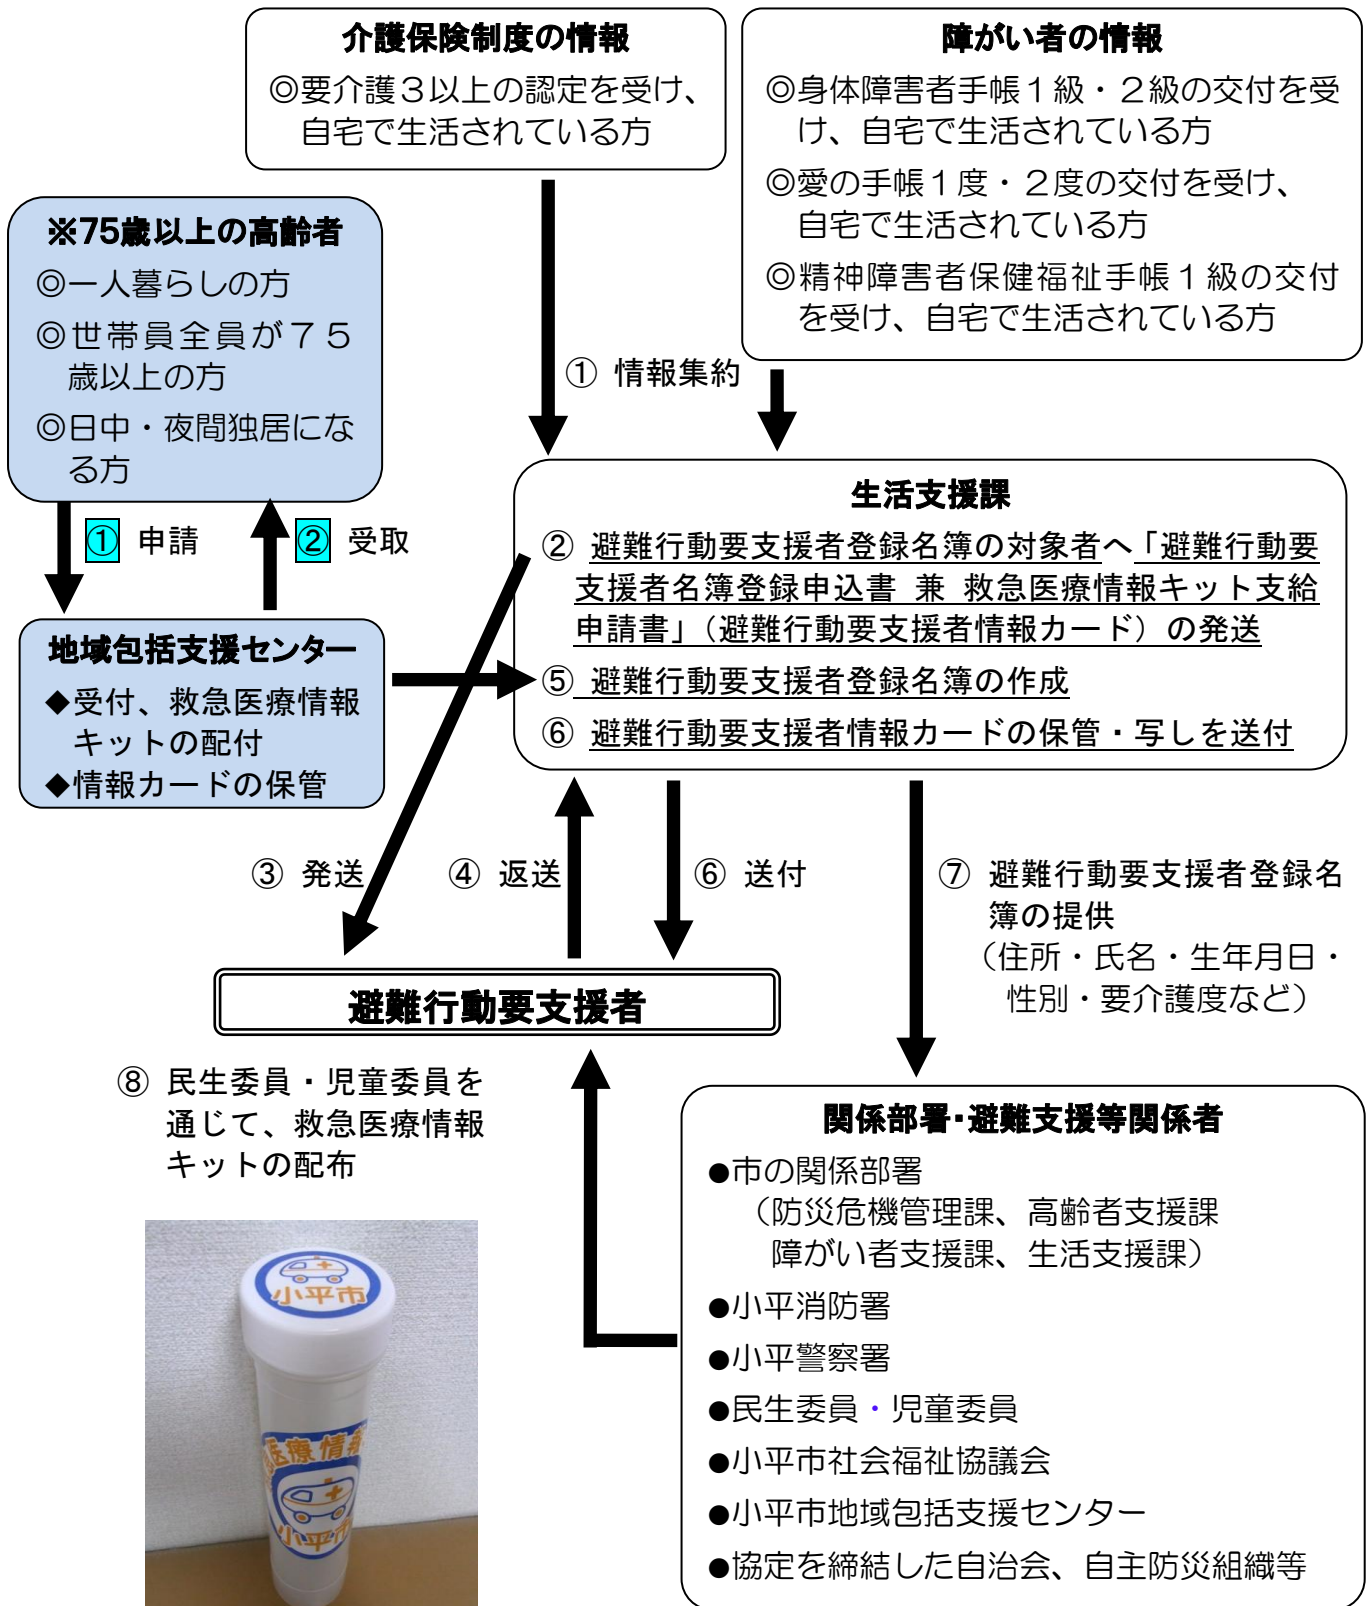 介護保険制度の情報
◎要介護３以上の認定を受け、
自宅で生活されている方
障がい者の情報
◎身体障害者手帳１級・２級の交付を受
け、自宅で生活されている方
◎愛の手帳１度・２度の交付を受け、
自宅で生活されている方
◎精神障害者保健福祉手帳１級の交付
を受け、自宅で生活されている方
※75歳以上の高齢者
◎一人暮らしの方
◎世帯員全員が７５
歳以上の方
◎日中・夜間独居にな
る方
① 情報集約
① 申請
② 受取
生活支援課
② 避難行動要支援者登録名簿の対象者へ「避難行動要
支援者名簿登録申込書 兼 救急医療情報キット支給
申請書」（避難行動要支援者情報カード）の発送
⑤ 避難行動要支援者登録名簿の作成
⑥ 避難行動要支援者情報カードの保管・写しを送付
地域包括支援センター
◆受付、救急医療情報
キットの配付
◆情報カードの保管
③ 発送
④ 返送
⑥ 送付
⑦ 避難行動要支援者登録名
簿の提供
（住所・氏名・生年月日・
性別・要介護度など）
避難行動要支援者
⑧ 民生委員・児童委員を
通じて、救急医療情報
キットの配布
関係部署・避難支援等関係者
●市の関係部署
（防災危機管理課、高齢者支援課
障がい者支援課、生活支援課）
●小平消防署
●小平警察署
●民生委員・児童委員
●小平市社会福祉協議会
●小平市地域包括支援センター
●協定を締結した自治会、自主防災組織等
小平市
医療情報
小平市